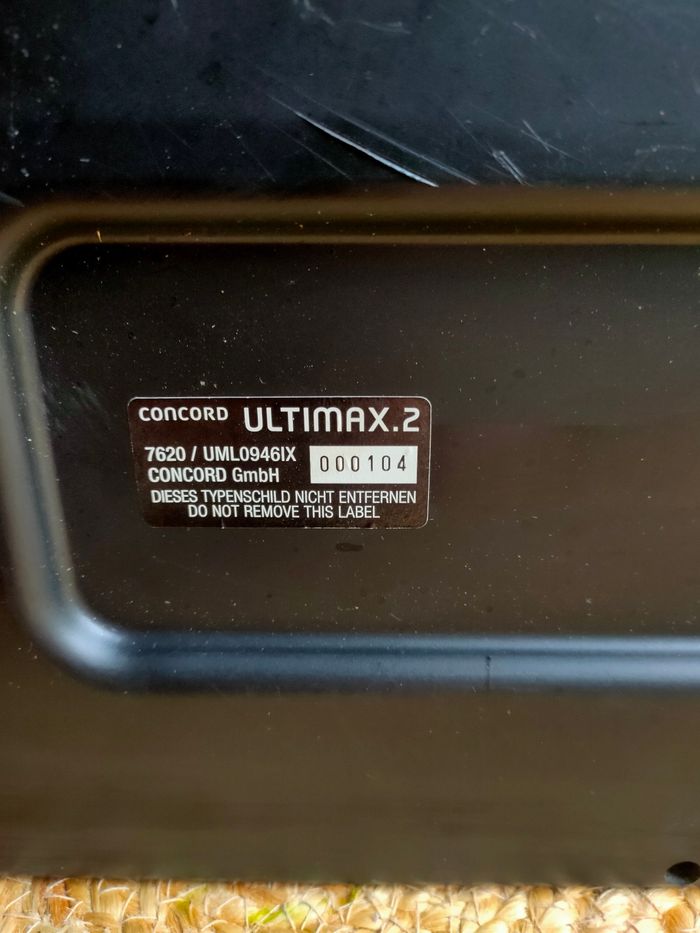 CONCORD ULTIMAX.2
7620 / UML0946IX
000104
CONCORD GmbH
DIESES TYPENSCHILD NICHT ENTFERNEN
DO NOT REMOVE THIS LABEL